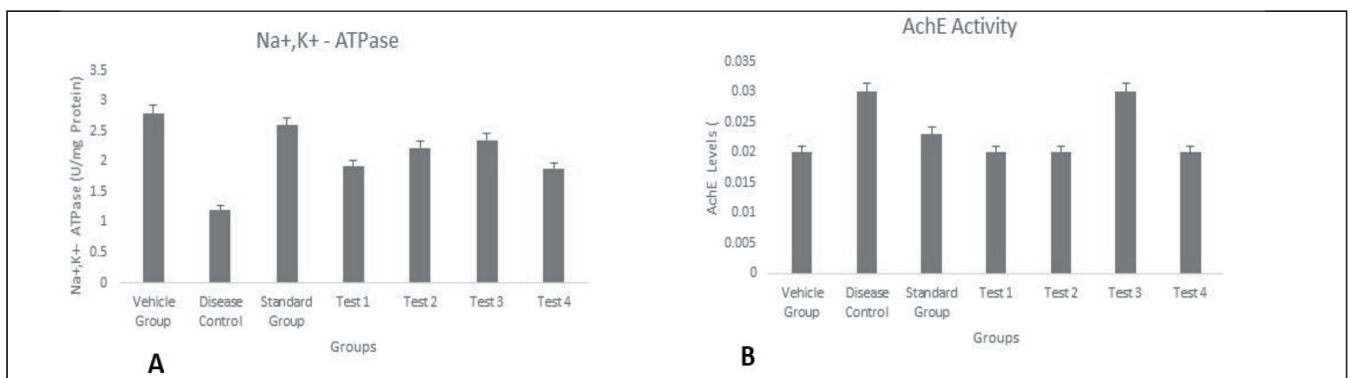 Na+,K+ - ATPase
Na+,K+- ATPase (U/mg Protein)
3.5
3
2.5
2
1.5
1
0.5
0
Vehicle Group
Disease Control
Standard Group
Test 1
Test 2
Test 3
Test 4
Groups
A
AchE Activity
AchE Levels (
0.035
0.03
0.025
0.02
0.015
0.01
0.005
0
Vehicle Group
Disease Control
Standard Group
Test 1
Test 2
Test 3
Test 4
Groups
B